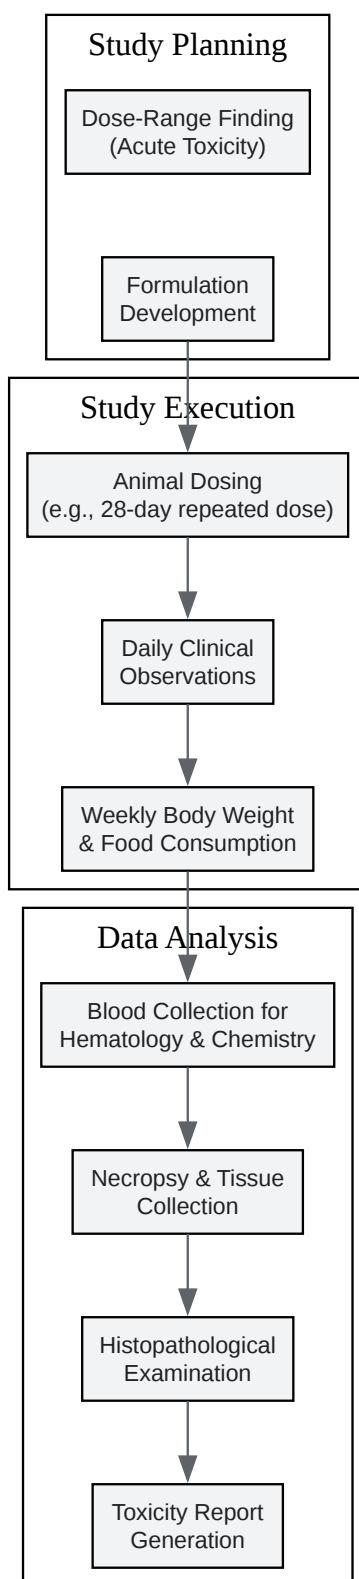 Study Planning
Dose-Range Finding
(Acute Toxicity)
Formulation
Development
Study Execution
Animal Dosing
(e.g., 28-day repeated dose)
Daily Clinical
Observations
Weekly Body Weight
& Food Consumption
Data Analysis
Blood Collection for
Hematology & Chemistry
Necropsy & Tissue
Collection
Histopathological
Examination
Toxicity Report
Generation